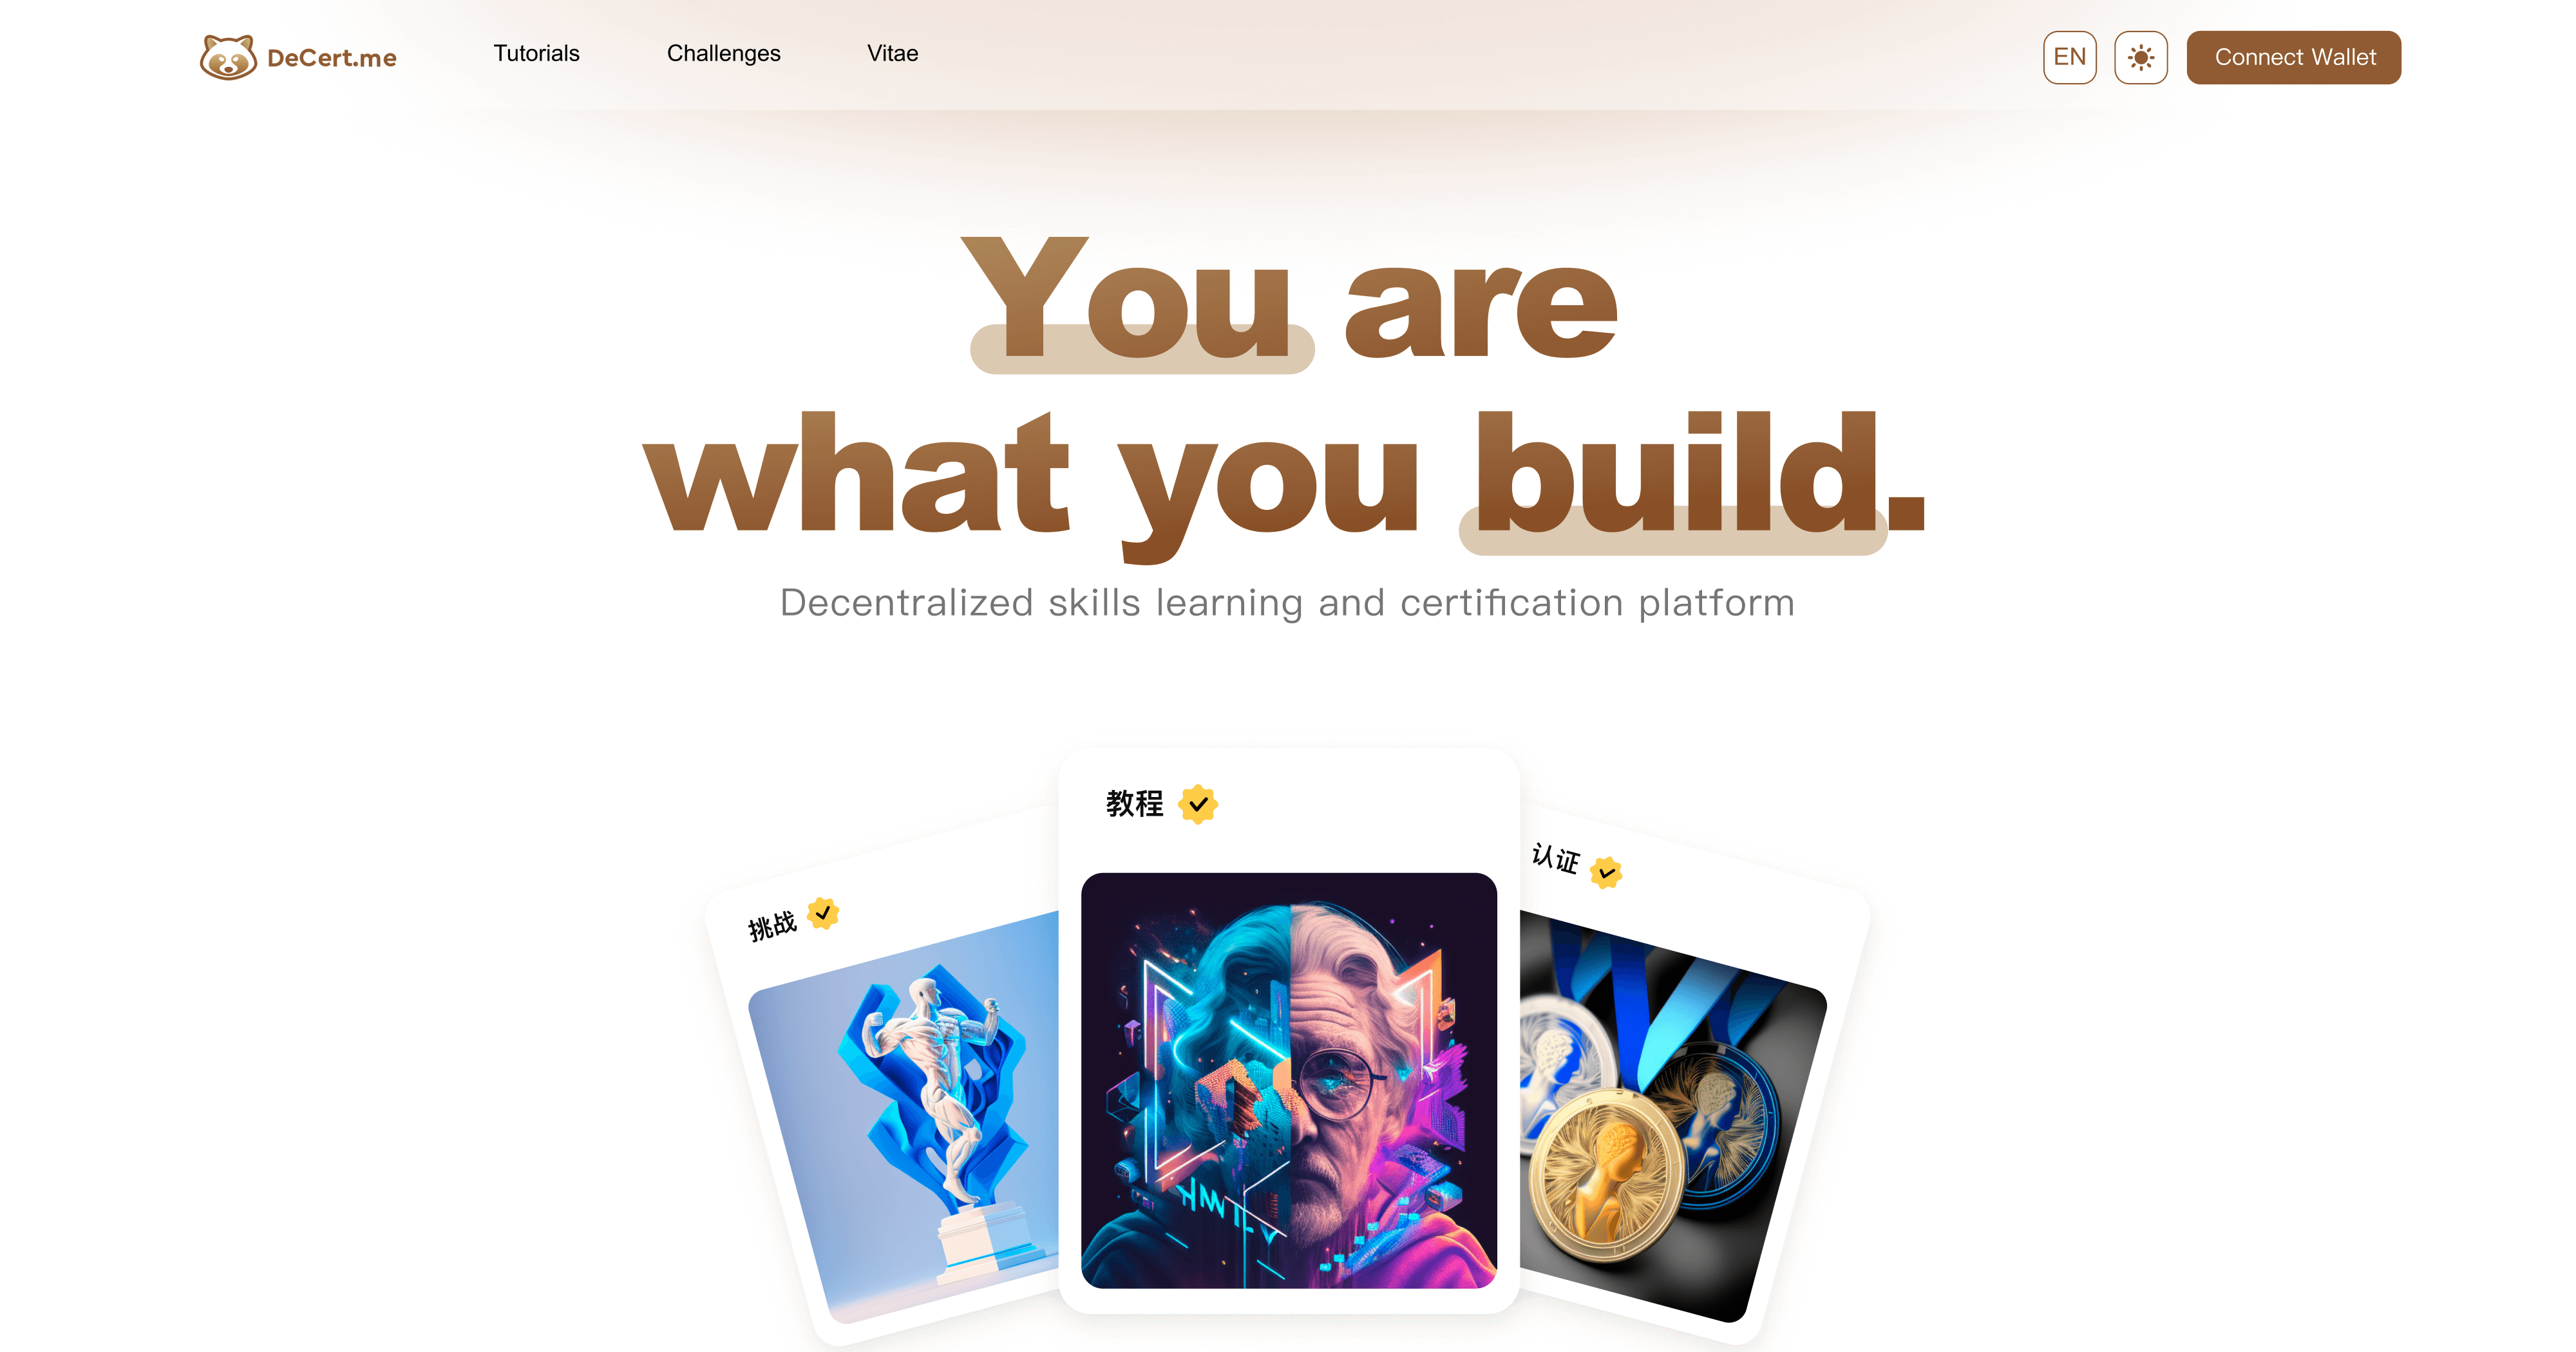 DeCert.me
Tutorials
Challenges
Vitae
EN
Connect Wallet
You are
what you build.
Decentralized skills learning and certification platform
挑战
教程
认证